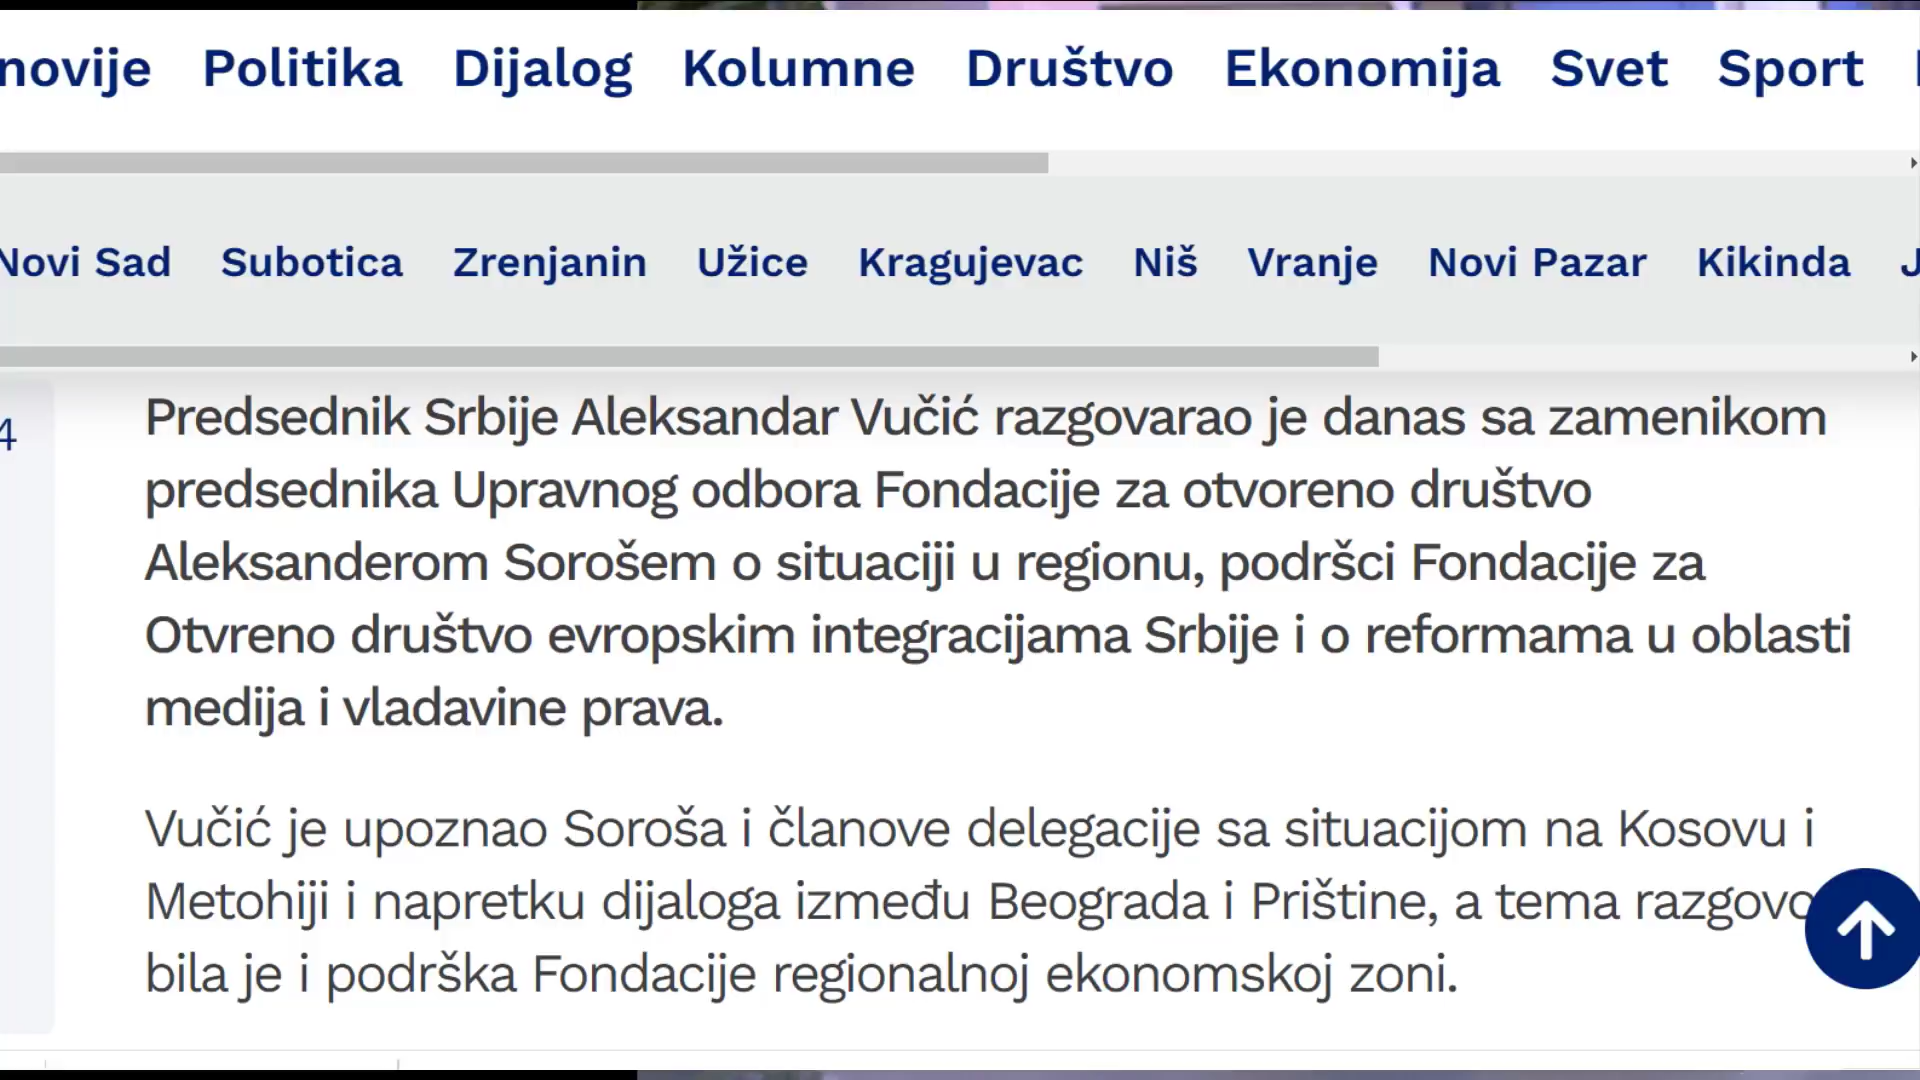 novije Politika Dijalog Kolumne Društvo Ekonomija Svet Sport
Novi Sad Subotica Zrenjanin Užice Kragujevac Niš Vranje Novi Pazar Kikinda J
4
Predsednik Srbije Aleksandar Vučić razgovarao je danas sa zamenikom
predsednika Upravnog odbora Fondacije za otvoreno društvo
Aleksanderom Sorošem o situaciji u regionu, podršci Fondacije za
Otvreno društvo evropskim integracijama Srbije i o reformama u oblasti
medija i vladavine prava.
Vučić je upoznao Soroša i članove delegacije sa situacijom na Kosovu i
Metohiji i napretku dijaloga između Beograda i Prištine, a tema razgovo
bila je i podrška Fondacije regionalnoj ekonomskoj zoni.